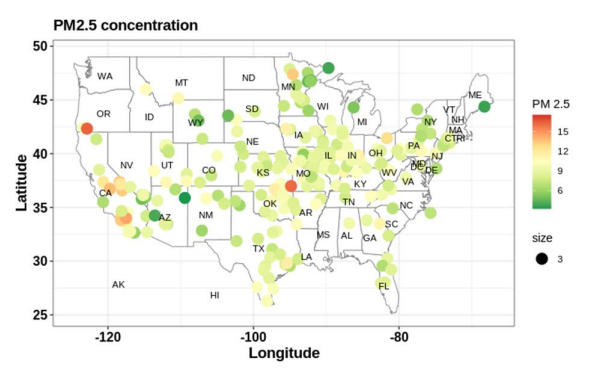 PM2.5 concentration
50
45
40
35
30
25
Latitude
-120
-100
-80
Longitude
WA
MT
ND
MN
ME
OR
ID
WY
SD
WI
MI
VT
NH
NY
MA
CTRI
NV
UT
CO
NE
IA
IL
IN
OH
PA
NJ
MD
DE
CA
KS
MO
WV
VA
KY
AZ
NM
OK
AR
TN
NC
SC
TX
LA
MS
AL
GA
FL
AK
HI
PM 2.5
15
12
9
6
size
3